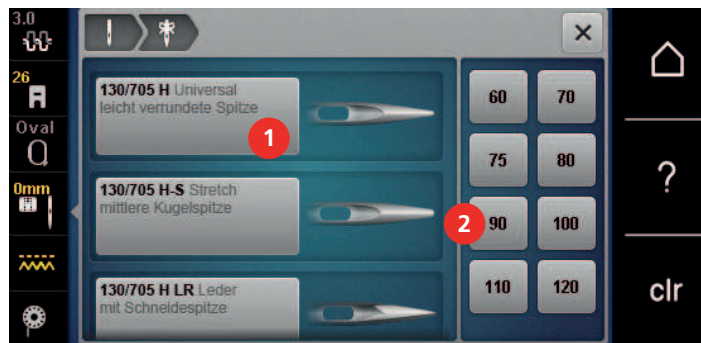 3.0
26
Oval
0mm
130/705 H Universal
leicht verrundete Spitze
1
130/705 H-S Stretch
mittlere Kugelspitze
2
130/705 H LR Leder
mit Schneidespitze
60 70
75 80
90 100
110 120
?
clr